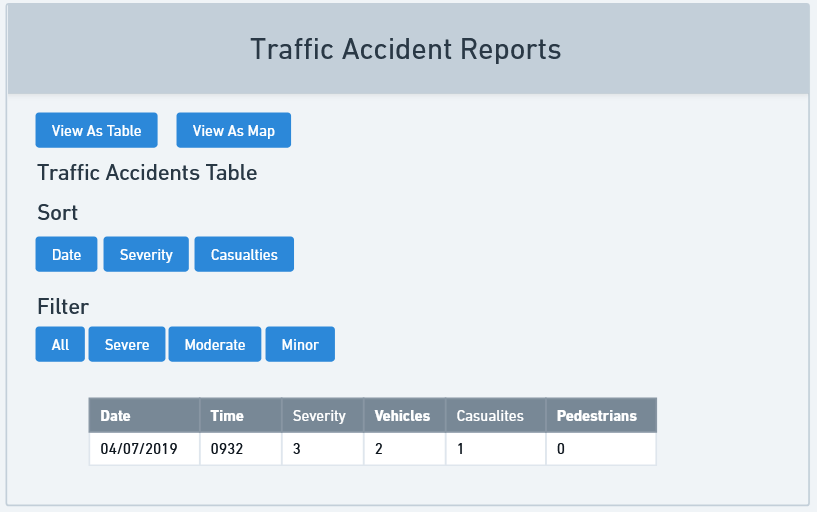 Traffic Accident Reports
View As Table View As Map
Traffic Accidents Table
Sort
Date Severity Casualties
Filter
All Severe Moderate Minor
Date Time Severity Vehicles Casualites Pedestrians
04/07/2019 0932 3 2 1 0